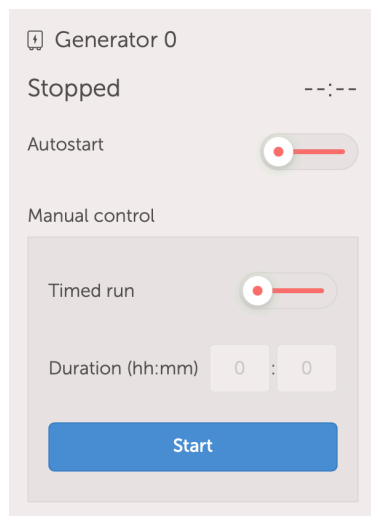 Generator 0
Stopped --:--
Autostart
Manual control
Timed run
Duration (hh:mm) 0 : 0
Start